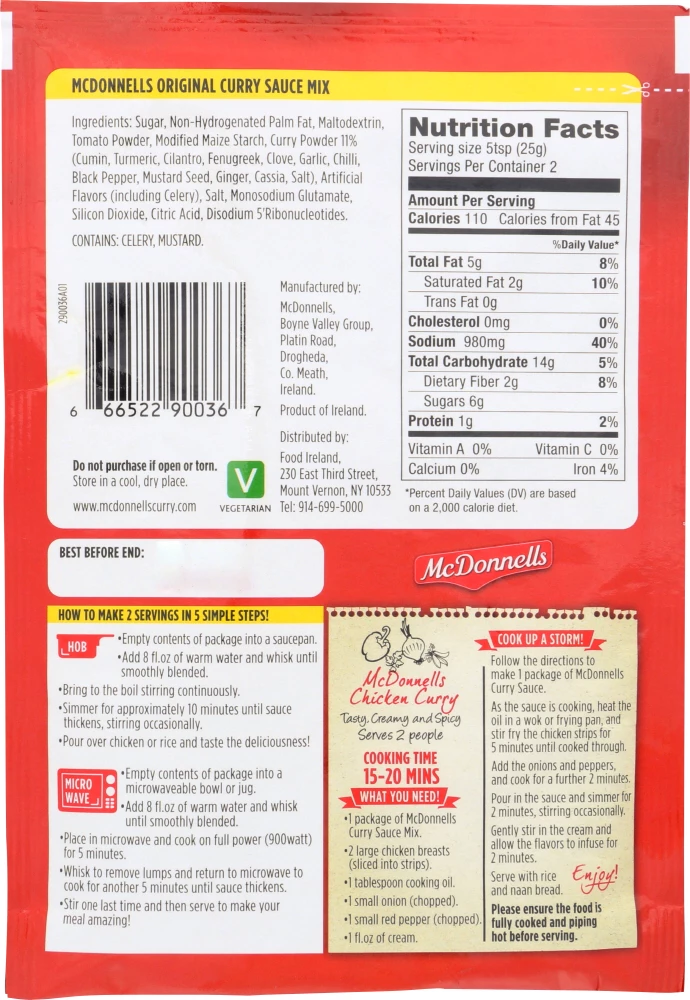 MCDONNELLS ORIGINAL CURRY SAUCE MIX
Ingredients: Sugar, Non-Hydrogenated Palm Fat, Maltodextrin,
Tomato Powder, Modified Maize Starch, Curry Powder 11%
(Cumin, Turmeric, Cilantro, Fenugreek, Clove, Garlic, Chilli,
Black Pepper, Mustard Seed, Ginger, Cassia, Salt), Artificial
Flavors (including Celery), Salt, Monosodium Glutamate,
Silicon Dioxide, Citric Acid, Disodium 5'Ribonucleotides.
CONTAINS: CELERY, MUSTARD.
290036A01
6 66522 90036 7
Manufactured by:
McDonnells,
Boyne Valley Group,
Platin Road,
Drogheda,
Co. Meath,
Ireland.
Product of Ireland.
Distributed by:
Food Ireland,
230 East Third Street,
Mount Vernon, NY 10533
Tel: 914-699-5000
Do not purchase if open or torn.
Store in a cool, dry place.
www.mcdonnellscurry.com
V
VEGETARIAN
Nutrition Facts
Serving size 5tsp (25g)
Servings Per Container 2
Amount Per Serving
Calories 110 Calories from Fat 45
%Daily Value*
Total Fat 5g 8%
Saturated Fat 2g 10%
Trans Fat 0g
Cholesterol 0mg 0%
Sodium 980mg 40%
Total Carbohydrate 14g 5%
Dietary Fiber 2g 8%
Sugars 6g
Protein 1g 2%
Vitamin A 0% Vitamin C 0%
Calcium 0% Iron 4%
*Percent Daily Values (DV) are based
on a 2,000 calorie diet.
BEST BEFORE END:
McDonnells
HOW TO MAKE 2 SERVINGS IN 5 SIMPLE STEPS!
HOB
•Empty contents of package into a saucepan.
•Add 8 fl.oz of warm water and whisk until
smoothly blended.
•Bring to the boil stirring continuously.
•Simmer for approximately 10 minutes until sauce
thickens, stirring occasionally.
•Pour over chicken or rice and taste the deliciousness!
MICRO
WAVE
•Empty contents of package into a
microwaveable bowl or jug.
•Add 8 fl.oz of warm water and whisk
until smoothly blended.
•Place in microwave and cook on full power (900watt)
for 5 minutes.
•Whisk to remove lumps and return to microwave to
cook for another 5 minutes until sauce thickens.
•Stir one last time and then serve to make your
meal amazing!
McDonnells
Chicken Curry
Tasty, Creamy and Spicy
Serves 2 people
COOKING TIME
15-20 MINS
WHAT YOU NEED!
•1 package of McDonnells
Curry Sauce Mix.
•2 large chicken breasts
(sliced into strips).
•1 tablespoon cooking oil.
•1 small onion (chopped).
•1 small red pepper (chopped).
•1 fl.oz of cream.
COOK UP A STORM!
Follow the directions to
make 1 package of McDonnells
Curry Sauce.
As the sauce is cooking, heat the
oil in a wok or frying pan, and
stir fry the chicken strips for
5 minutes until cooked through.
Add the onions and peppers,
and cook for a further 2 minutes.
Pour in the sauce and simmer for
2 minutes, stirring occasionally.
Gently stir in the cream and
allow the flavors to infuse for
2 minutes.
Serve with rice
and naan bread.
Enjoy!
Please ensure the food is
fully cooked and piping
hot before serving.